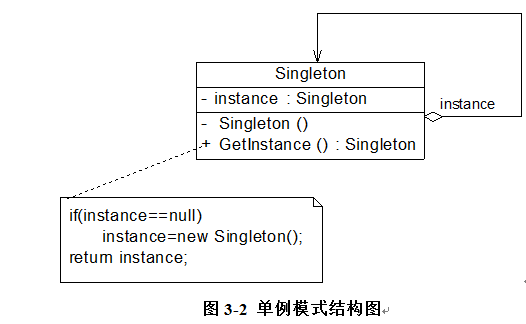 Singleton
- instance : Singleton
instance
- Singleton ()
+ GetInstance () : Singleton
if(instance==null)
instance=new Singleton();
return instance;
图 3-2 单例模式结构图